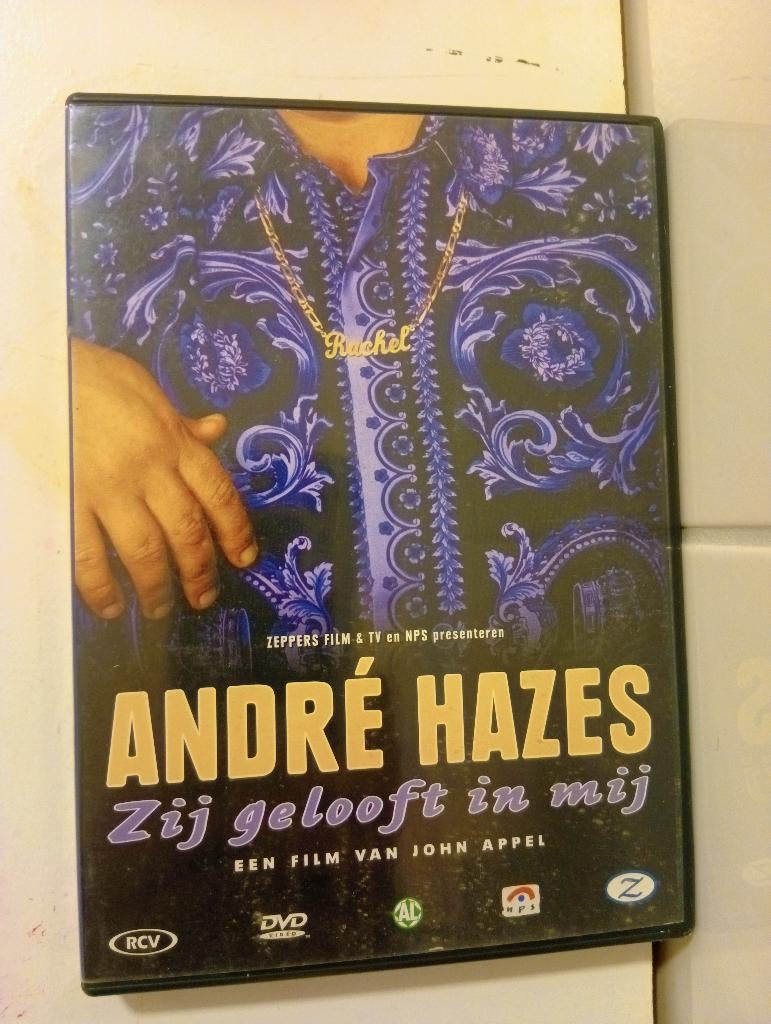 Rachel
ZEPPERS FILM & TV en NPS presenteren
ANDRÉ HAZES
Zij gelooft in mij
EEN FILM VAN JOHN APPEL
RCV
DVD
VIDEO
AL
NPS
Z